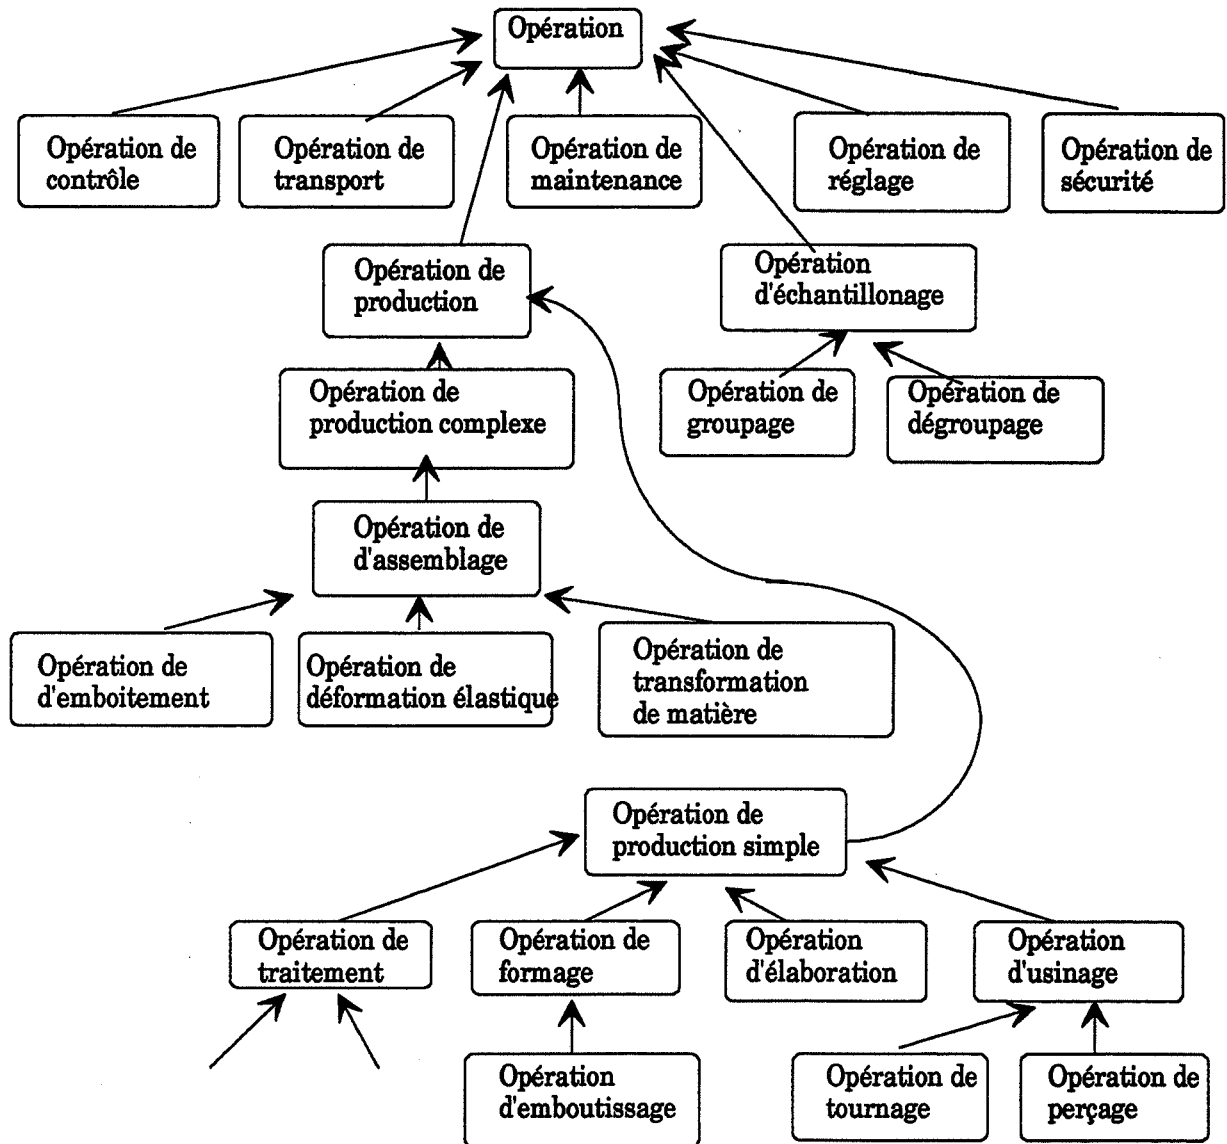 Opération
Opération de
contrôle
Opération de
transport
Opération de
maintenance
Opération de
réglage
Opération de
sécurité
Opération de
production
Opération
d'échantillonage
Opération de
production complexe
Opération de
groupage
Opération de
dégroupage
Opération de
d'assemblage
Opération de
d'emboitement
Opération de
déformation élastique
Opération de
transformation
de matière
Opération de
production simple
Opération de
traitement
Opération de
formage
Opération
d'élaboration
Opération
d'usinage
Opération
d'emboutissage
Opération de
tournage
Opération de
perçage